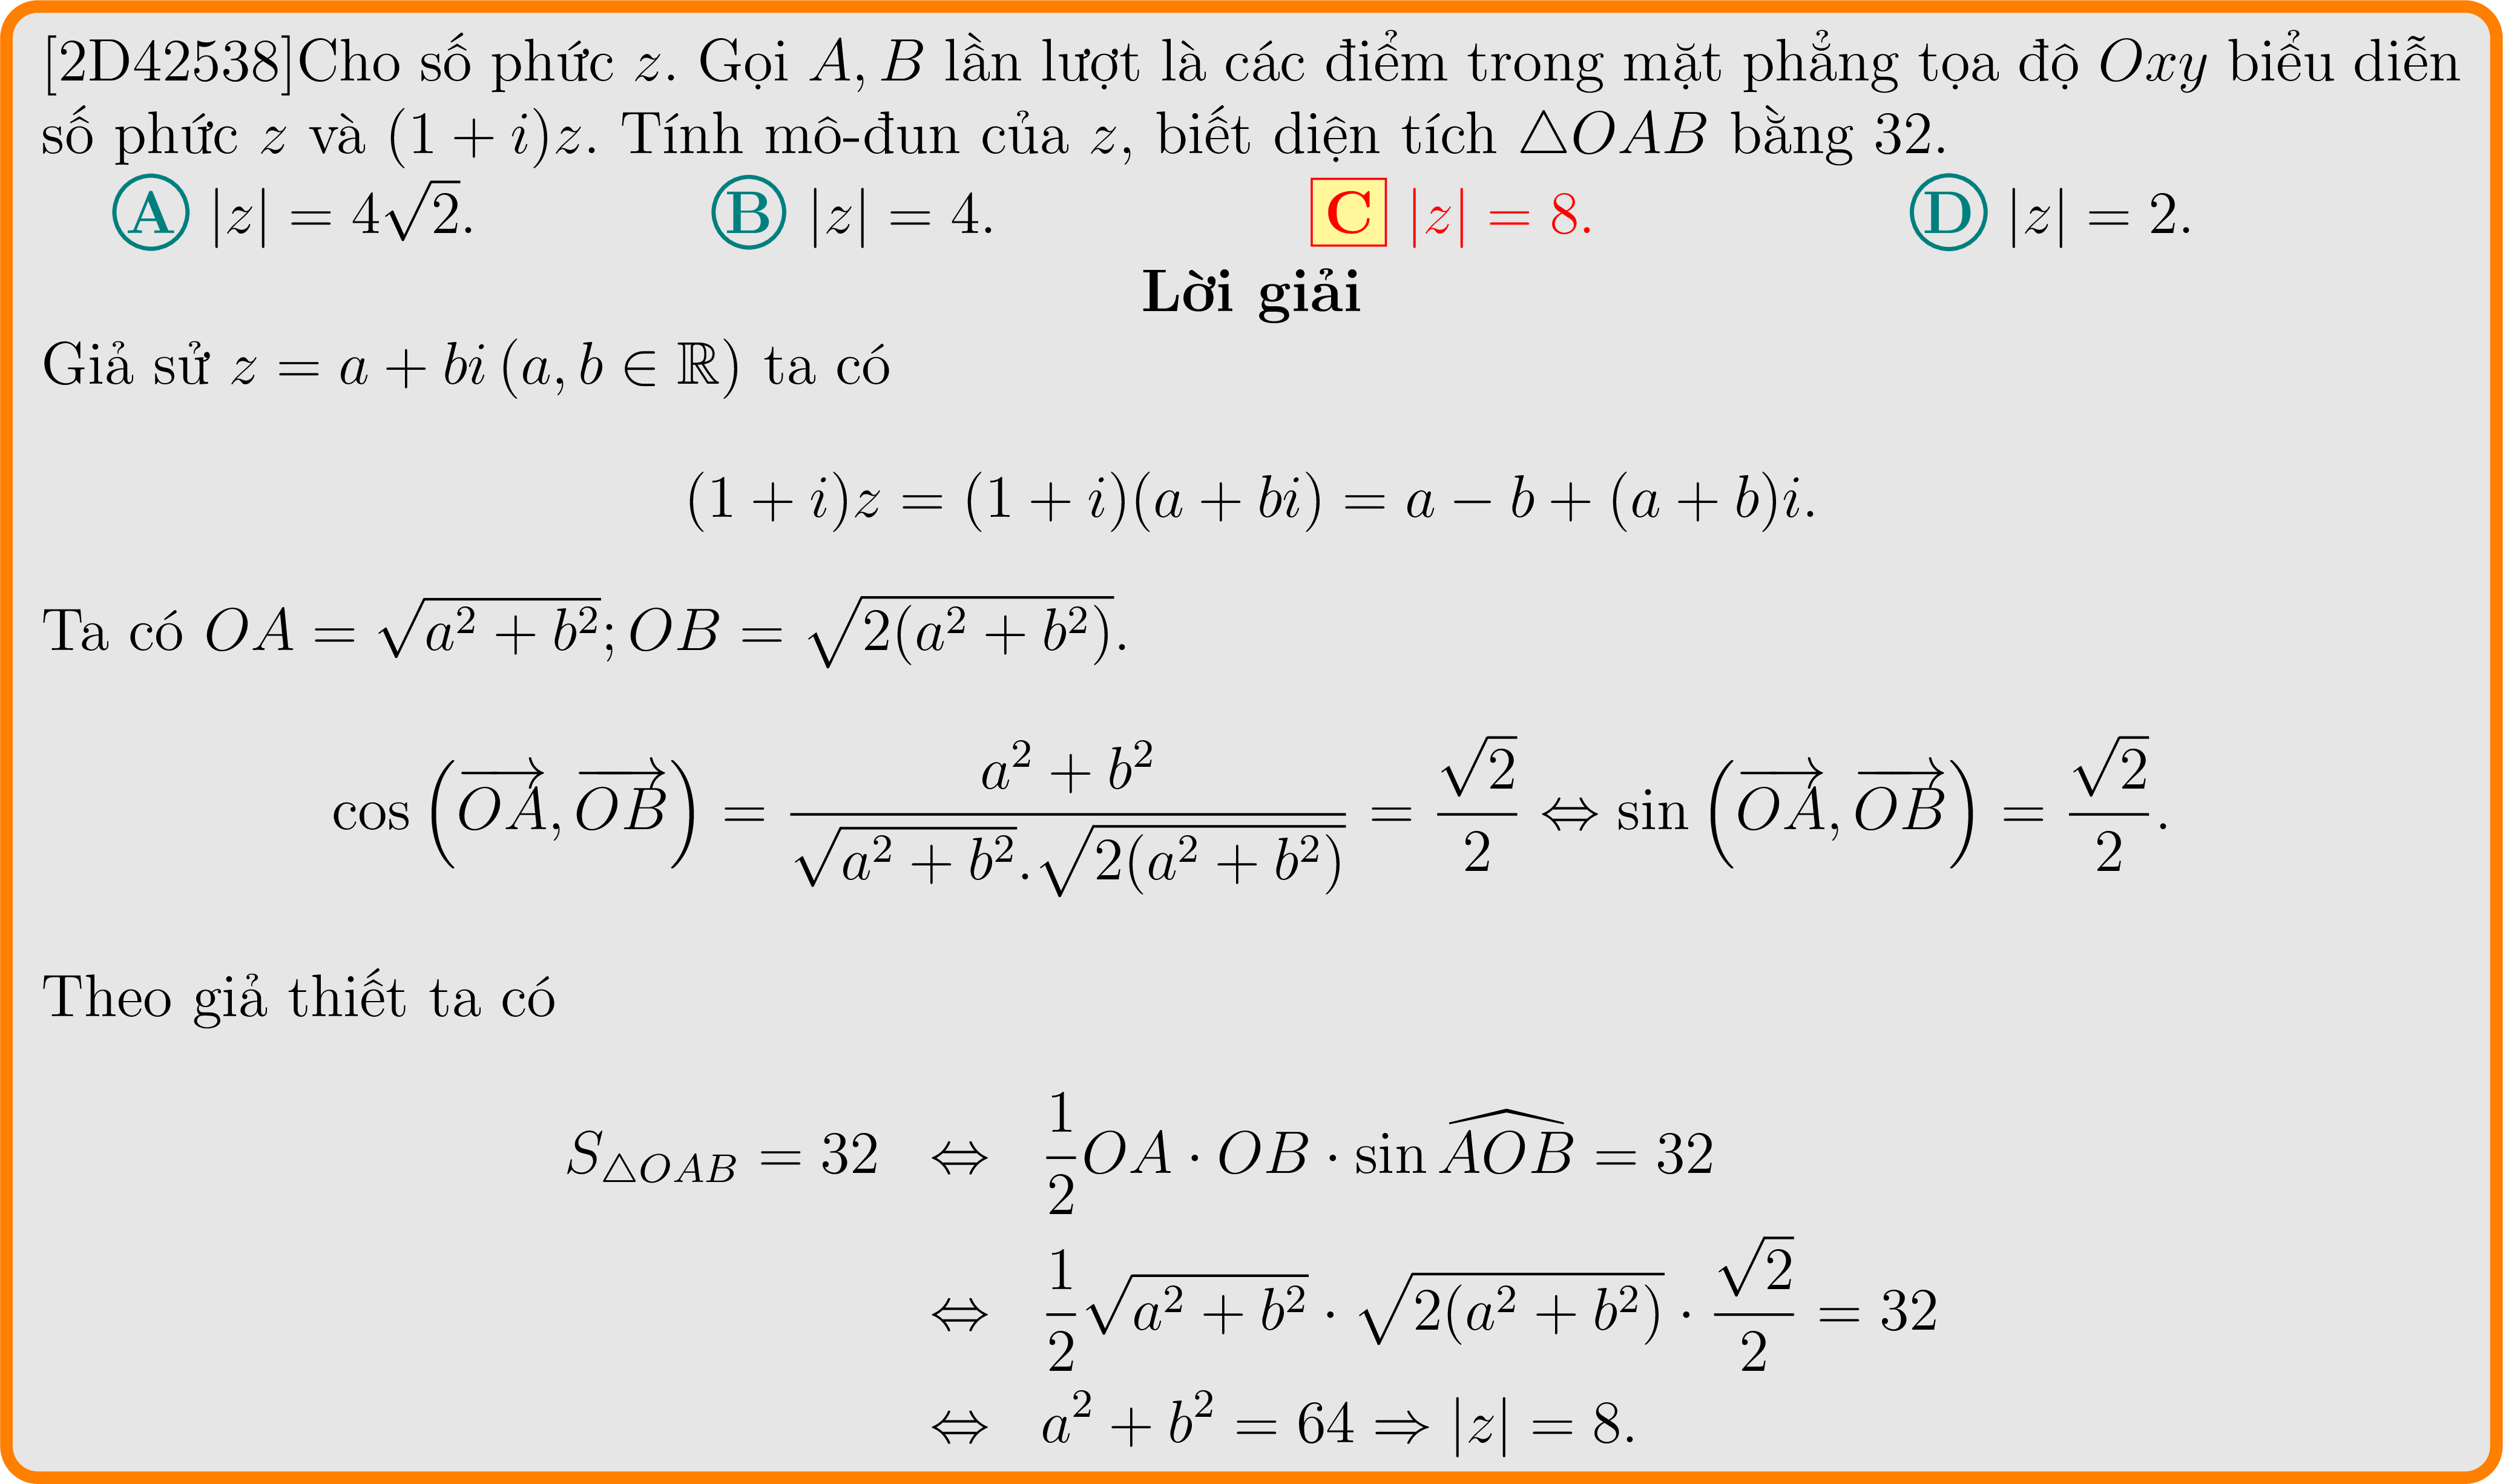 [2D42538]Cho số phức $z$. Gọi $A, B$ lần lượt là các điểm trong mặt phẳng tọa độ $Oxy$ biểu diễn
số phức $z$ và $(1+i)z$. Tính mô-đun của $z$, biết diện tích $\triangle OAB$ bằng 32.
A $|z| = 4\sqrt{2}$. B $|z| = 4$. C $|z| = 8$. D $|z| = 2$.
Lời giải
Giả sử $z = a + bi\,(a, b \in \mathbb{R})$ ta có
$(1+i)z = (1+i)(a+bi) = a - b + (a+b)i.$
Ta có $OA = \sqrt{a^2+b^2}; OB = \sqrt{2(a^2+b^2)}$.
$\cos\left(\overrightarrow{OA}, \overrightarrow{OB}\right) = \dfrac{a^2+b^2}{\sqrt{a^2+b^2}.\sqrt{2(a^2+b^2)}} = \dfrac{\sqrt{2}}{2} \Leftrightarrow \sin\left(\overrightarrow{OA}, \overrightarrow{OB}\right) = \dfrac{\sqrt{2}}{2}.$
Theo giả thiết ta có
$S_{\triangle OAB} = 32 \Leftrightarrow \dfrac{1}{2}OA \cdot OB \cdot \sin\widehat{AOB} = 32$
$\Leftrightarrow \dfrac{1}{2}\sqrt{a^2+b^2} \cdot \sqrt{2(a^2+b^2)} \cdot \dfrac{\sqrt{2}}{2} = 32$
$\Leftrightarrow a^2+b^2 = 64 \Rightarrow |z| = 8.$